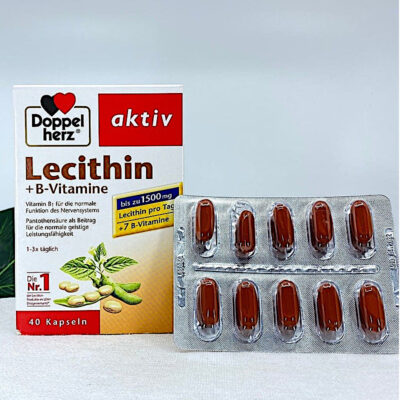 Doppel
herz®
aktiv
Lecithin
+ B-Vitamine
Vitamin B1 für die normale
Funktion des Nervensystems
Pantothensäure als Beitrag
für die normale geistige
Leistungsfähigkeit
1-3x täglich
bis zu 1500 mg
Lecithin pro Tag
+ 7 B-Vitamine
Die
Nr. 1
40 Kapseln